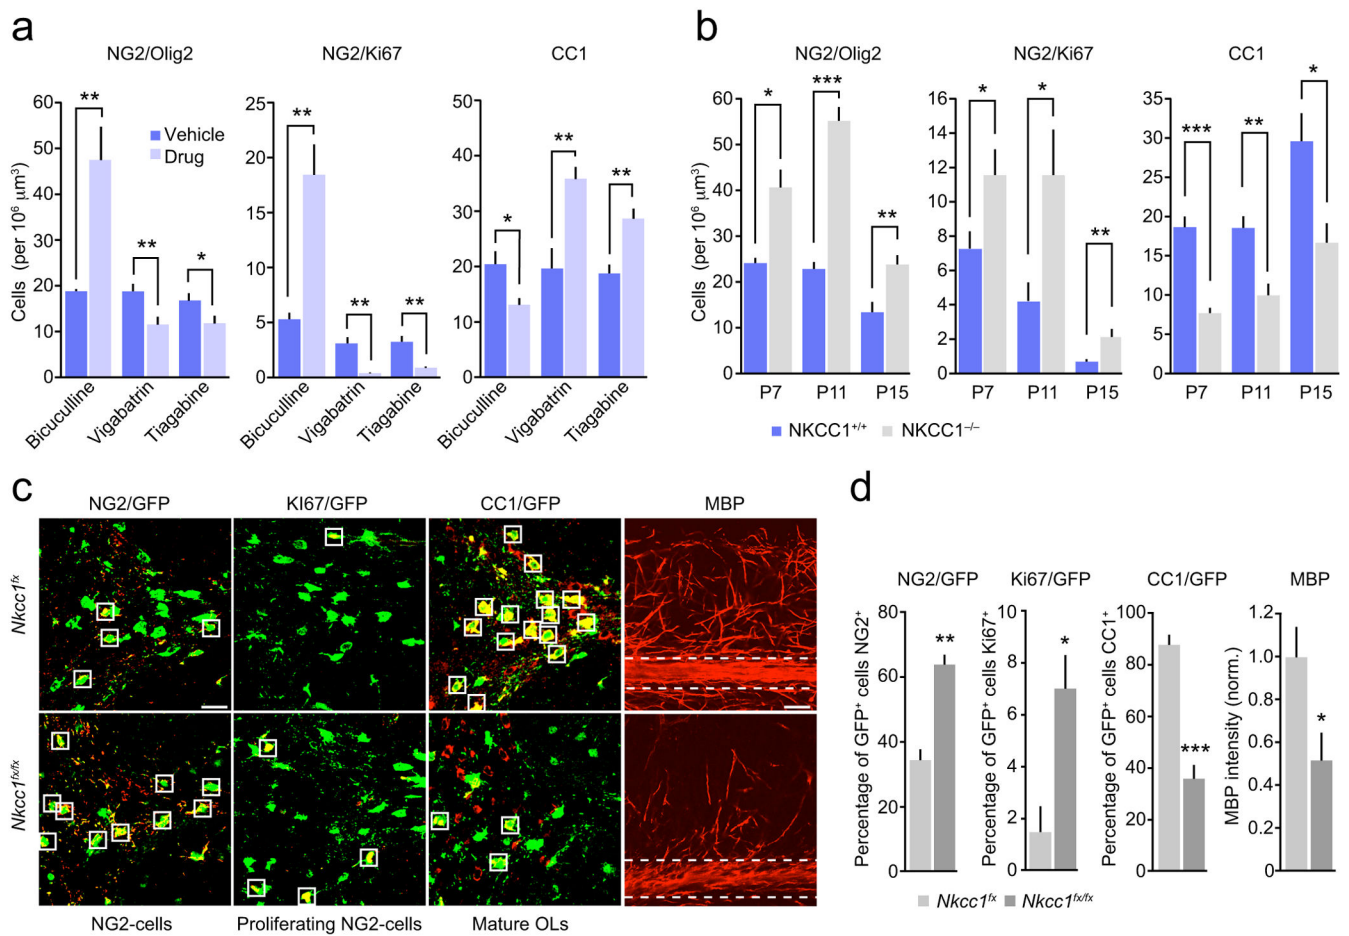 a
NG2/Olig2
NG2/Ki67
CC1
Cells (per 10⁶ μm³)
60
50
40
30
20
10
0
**
**
*
Vehicle
Drug
Bicuculline
Vigabatrin
Tiagabine
25
20
15
10
5
0
**
**
**
Bicuculline
Vigabatrin
Tiagabine
50
40
30
20
10
0
*
**
**
Bicuculline
Vigabatrin
Tiagabine
b
NG2/Olig2
NG2/Ki67
CC1
Cells (per 10⁶ μm³)
60
40
20
0
*
***
**
P7
P11
P15
16
14
12
10
8
6
4
2
0
*
*
**
P7
P11
P15
35
30
25
20
15
10
5
0
***
**
*
P7
P11
P15
NKCC1⁺/⁺
NKCC1⁻/⁻
c
NG2/GFP
KI67/GFP
CC1/GFP
MBP
Nkcc1ᶠˣ
Nkcc1ᶠˣ/ᶠˣ
NG2-cells
Proliferating NG2-cells
Mature OLs
d
NG2/GFP
Ki67/GFP
CC1/GFP
MBP
Percentage of GFP⁺ cells NG2⁺
80
60
40
20
0
**
Percentage of GFP⁺ cells Ki67⁺
10
8
6
4
2
0
*
Percentage of GFP⁺ cells CC1⁺
100
80
60
40
20
0
***
MBP intensity (norm.)
1.2
1.0
0.8
0.6
0.4
0.2
0
*
Nkcc1ᶠˣ
Nkcc1ᶠˣ/ᶠˣ